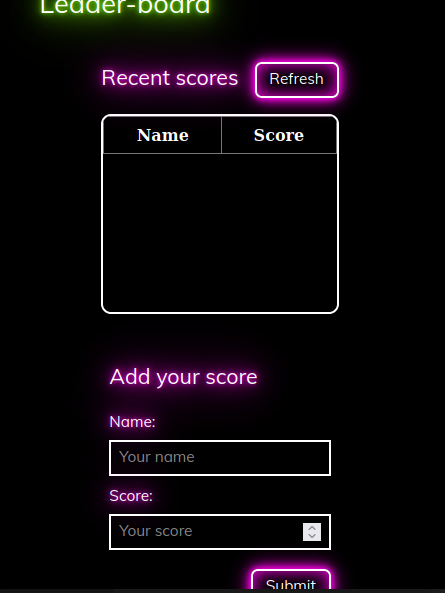 Leader-board
Recent scores Refresh
Name Score
Add your score
Name:
Your name
Score:
Your score
Submit